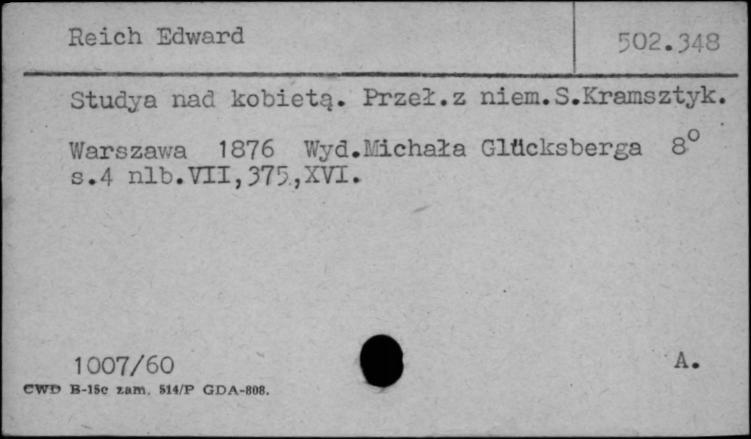 Reich Edward
502.348
Studya nad kobietą. Przeł.z niem.S.Kramsztyk.
Warszawa 1876 Wyd.Michała Glücksberga 8°
s.4 nlb.VII,375,XVI.
1007/60
A.
CWD B-15c zam. 514/P GDA-808.